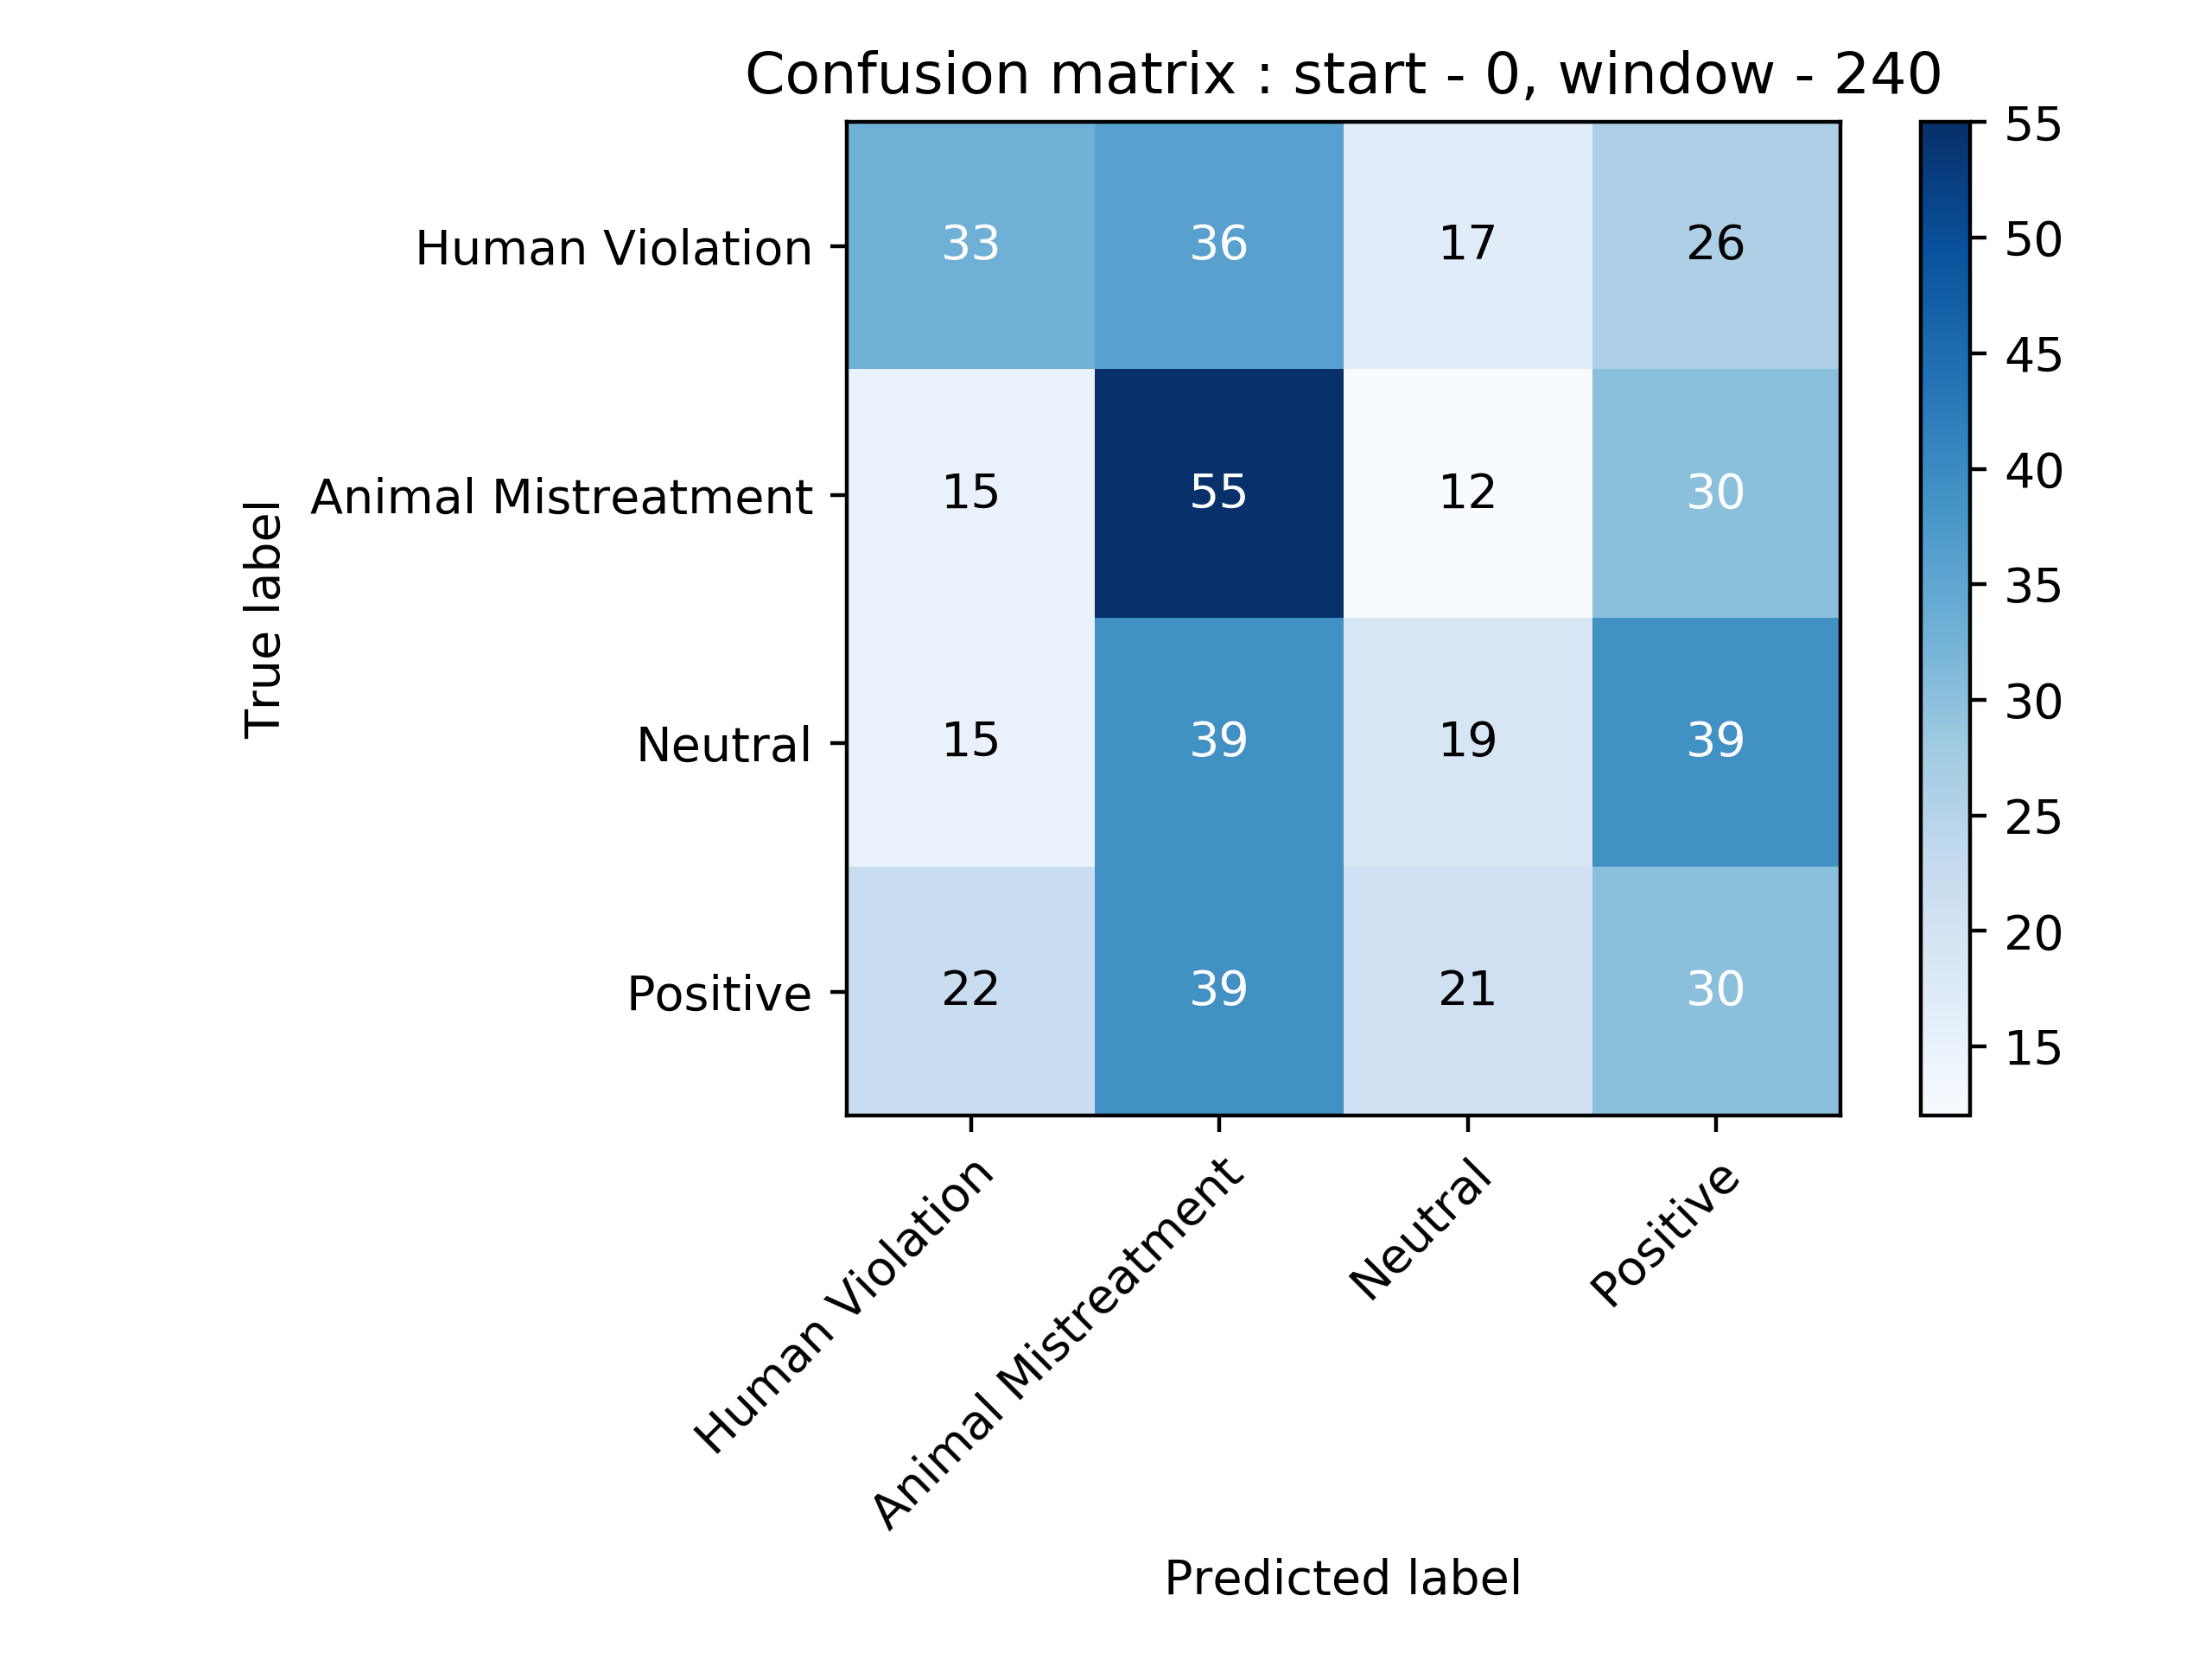 Confusion matrix : start - 0, window - 240
True label
Human Violation
33 36 17 26
Animal Mistreatment
15 55 12 30
Neutral
15 39 19 39
Positive
22 39 21 30
Human Violation
Animal Mistreatment
Neutral
Positive
Predicted label
55
50
45
40
35
30
25
20
15